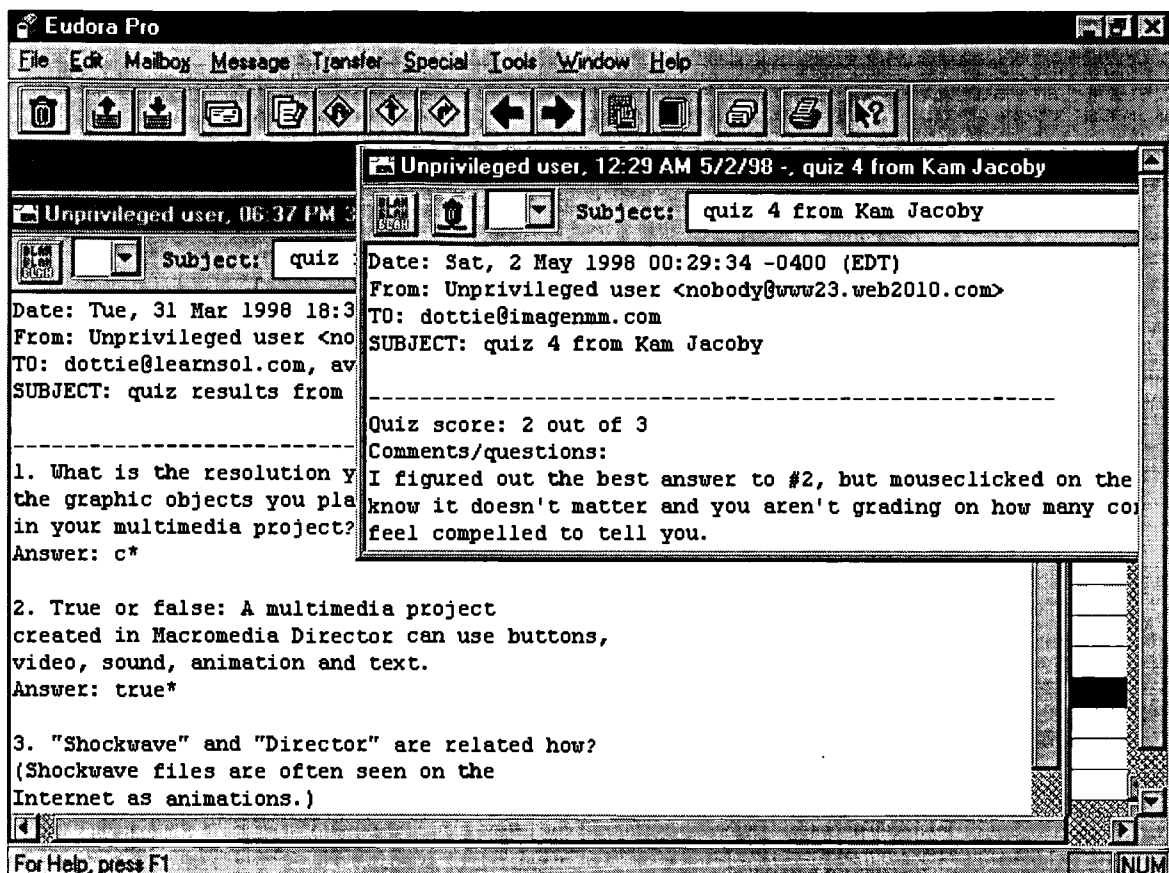 Eudora Pro
File Edit Mailbox Message Transfer Special Tools Window Help
Unprivileged user, 12:29 AM 5/2/98 -, quiz 4 from Kam Jacoby
BLAH
BLAH
BLAH
Subject: quiz 4 from Kam Jacoby
Date: Sat, 2 May 1998 00:29:34 -0400 (EDT)
From: Unprivileged user <nobody@www23.web2010.com>
TO: dottie@imagenmm.com
SUBJECT: quiz 4 from Kam Jacoby
------------------------------------------------------------
Quiz score: 2 out of 3
Comments/questions:
I figured out the best answer to #2, but mouseclicked on the
know it doesn't matter and you aren't grading on how many
feel compelled to tell you.
Unprivileged user, 06:37 PM 3
BLAH
BLAH
BLAH
Subject: quiz
Date: Tue, 31 Mar 1998 18:3
From: Unprivileged user <no
TO: dottie@learnsol.com, av
SUBJECT: quiz results from
------------------------------
1. What is the resolution y
the graphic objects you pla
in your multimedia project?
Answer: c*
2. True or false: A multimedia project
created in Macromedia Director can use buttons,
video, sound, animation and text.
Answer: true*
3. "Shockwave" and "Director" are related how?
(Shockwave files are often seen on the
Internet as animations.)
For Help, press F1
NUM